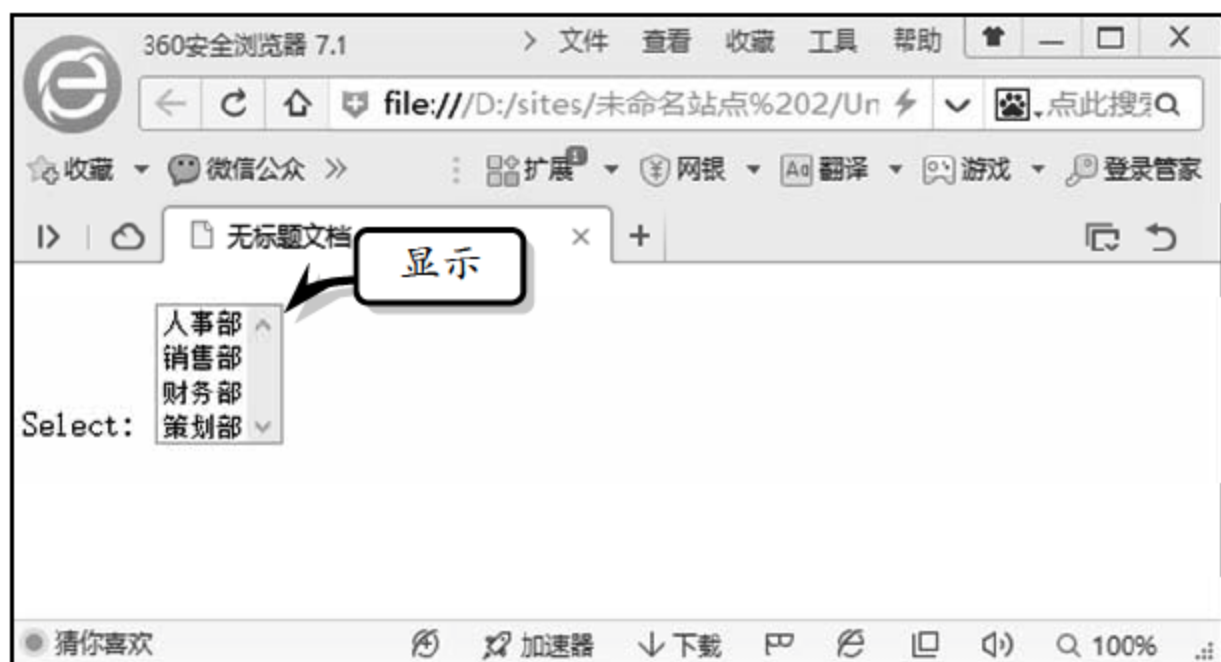 360安全浏览器 7.1
文件 查看 收藏 工具 帮助
file:///D:/sites/未命名站点%202/Un
点此搜
收藏 微信公众 扩展 1 网银 Aa 翻译 游戏 登录管家
无标题文档
显示
人事部
销售部
财务部
Select: 策划部
猜你喜欢 加速器 下载 100%